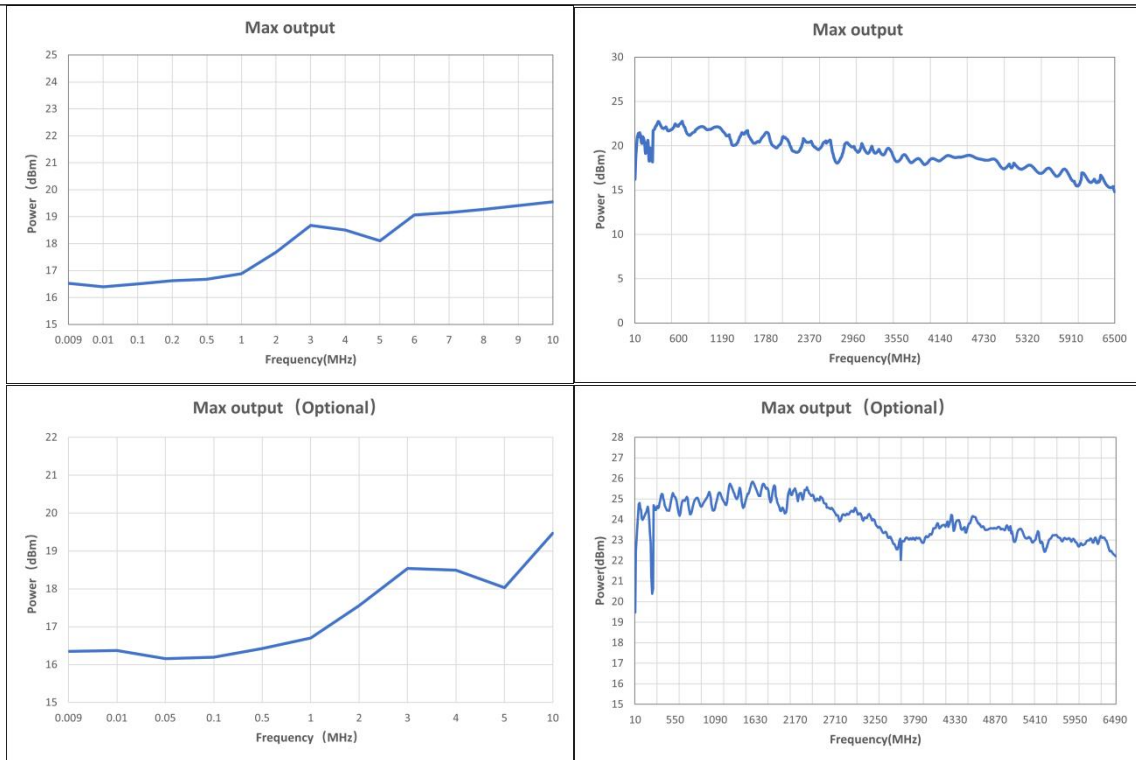 Max output
25
24
23
22
21
20
19
18
17
16
15
Power（dBm）
0.009 0.01 0.1 0.2 0.5 1 2 3 4 5 6 7 8 9 10
Frequency(MHz)
Max output
30
25
20
15
10
5
0
Power（dBm）
10 600 1190 1780 2370 2960 3550 4140 4730 5320 5910 6500
Frequency(MHz)
Max output（Optional）
22
21
20
19
18
17
16
15
Power（dBm）
0.009 0.01 0.05 0.1 0.5 1 2 3 4 5 10
Frequency（MHz）
Max output（Optional）
28
27
26
25
24
23
22
21
20
19
18
17
16
15
Power(dBm)
10 550 1090 1630 2170 2710 3250 3790 4330 4870 5410 5950 6490
Frequency(MHz)